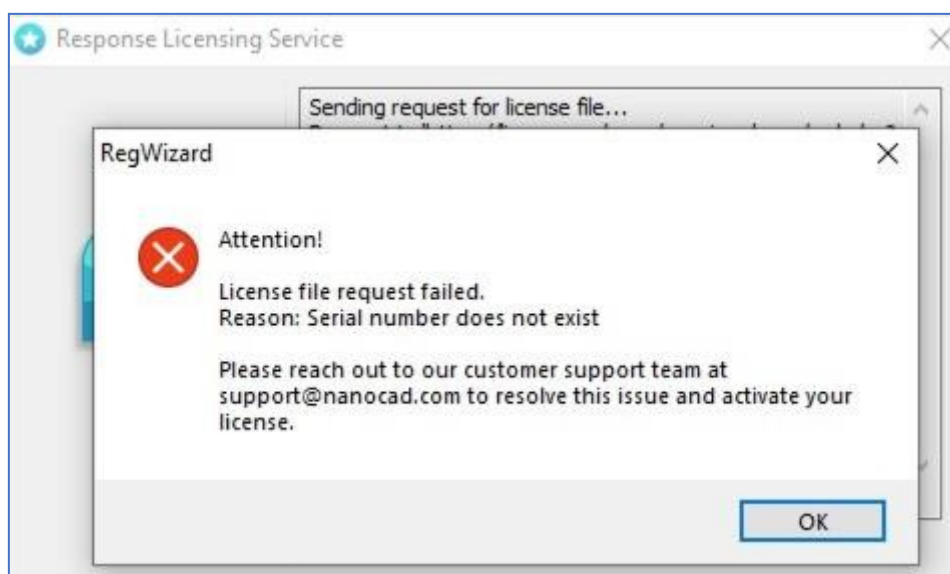 Response Licensing Service
Sending request for license file...
RegWizard
Attention!
License file request failed.
Reason: Serial number does not exist
Please reach out to our customer support team at
support@nanocad.com to resolve this issue and activate your
license.
OK